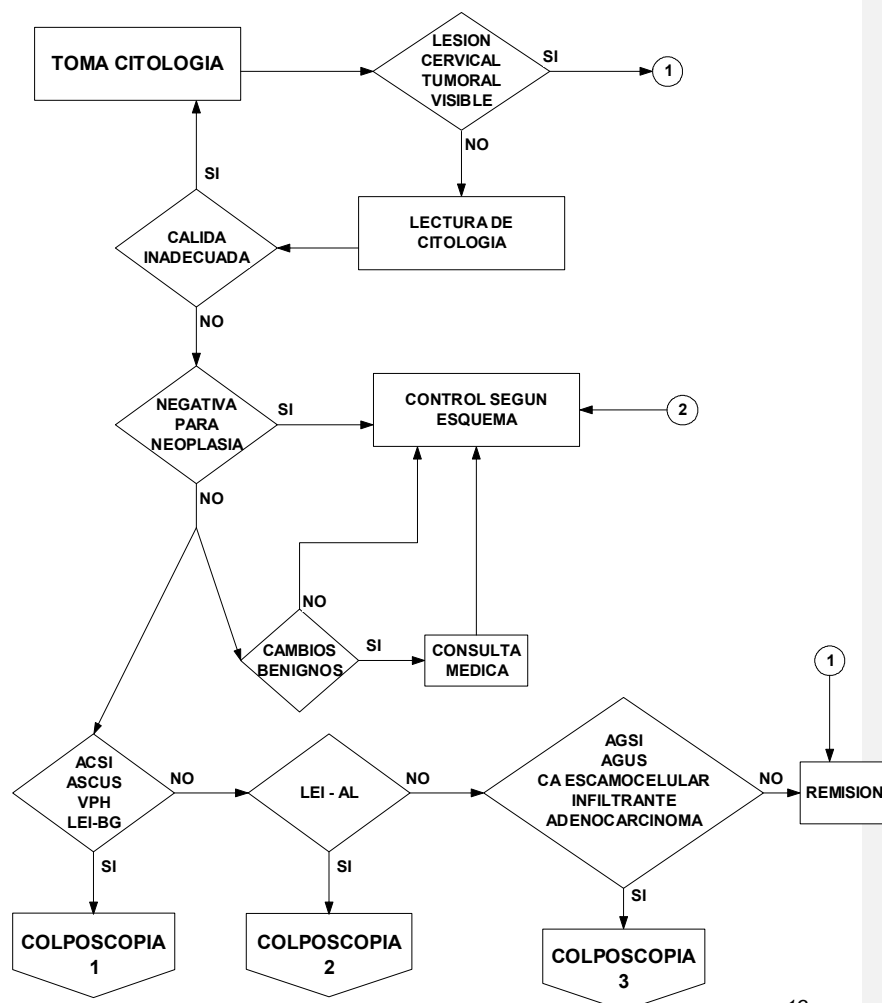 TOMA CITOLOGIA
LESION
CERVICAL
TUMORAL
VISIBLE
SI
1
NO
SI
LECTURA DE
CITOLOGIA
CALIDA
INADECUADA
NO
NEGATIVA
PARA
NEOPLASIA
SI
CONTROL SEGUN
ESQUEMA
2
NO
NO
CAMBIOS
BENIGNOS
SI
CONSULTA
MEDICA
1
ACSI
ASCUS
VPH
LEI-BG
NO
LEI - AL
NO
AGSI
AGUS
CA ESCAMOCELULAR
INFILTRANTE
ADENOCARCINOMA
NO
REMISION
SI
SI
SI
COLPOSCOPIA
1
COLPOSCOPIA
2
COLPOSCOPIA
3